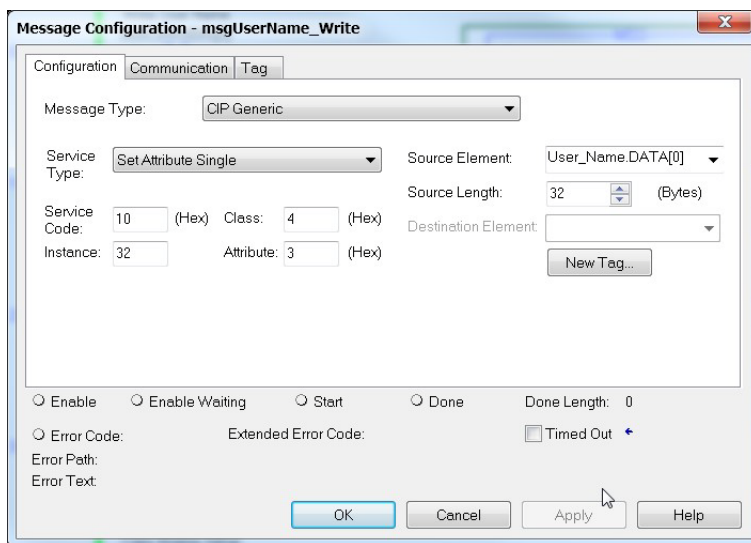 Message Configuration - msgUserName_Write
X
Configuration Communication Tag
Message Type: CIP Generic
Service Type: Set Attribute Single
Source Element: User_Name.DATA[0]
Source Length: 32 (Bytes)
Service Code: 10 (Hex) Class: 4 (Hex)
Destination Element:
Instance: 32 Attribute: 3 (Hex)
New Tag...
Enable Enable Waiting Start Done Done Length: 0
Error Code: Extended Error Code: Timed Out
Error Path:
Error Text:
OK Cancel Apply Help